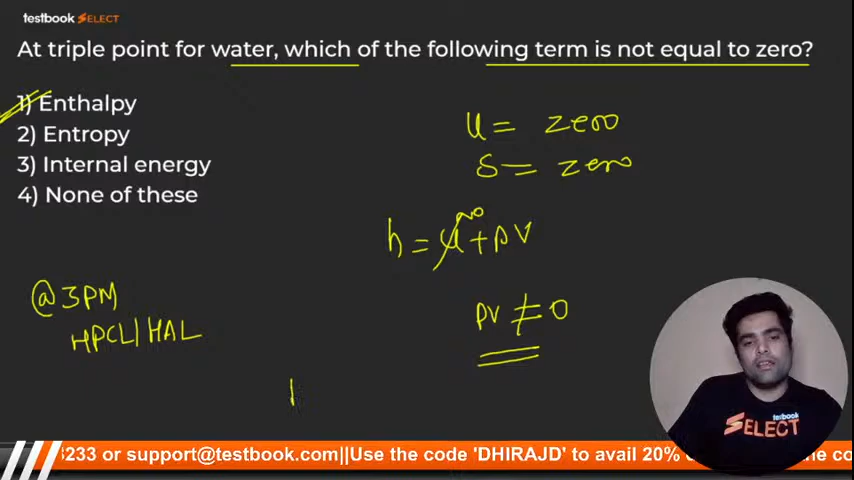 testbook SELECT
At triple point for water, which of the following term is not equal to zero?
1) Enthalpy
2) Entropy
3) Internal energy
4) None of these
u = zero
s = zero
h = u + pv
pv ≠ 0
@ 3PM
HPCL/HAL
SELECT
3233 or support@testbook.com||Use the code 'DHIRAJD' to avail 20%